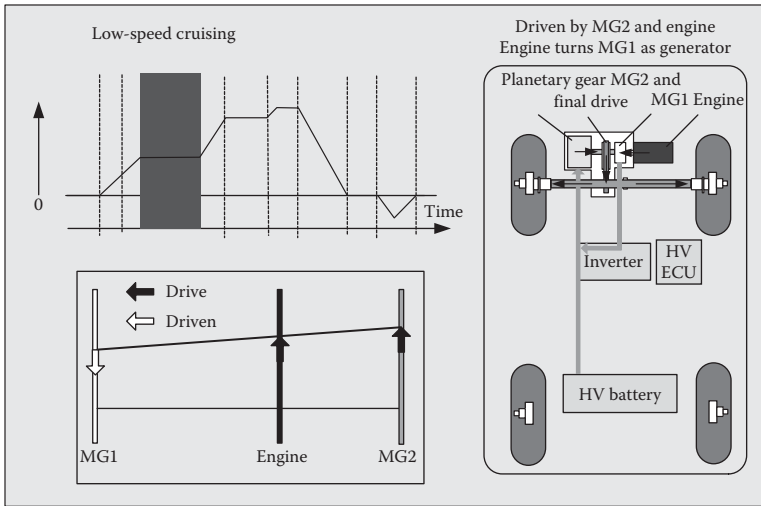 Low-speed cruising
0
Time
Drive
Driven
MG1
Engine
MG2
Driven by MG2 and engine
Engine turns MG1 as generator
Planetary gear MG2 and
final drive
MG1 Engine
Inverter
HV
ECU
HV battery